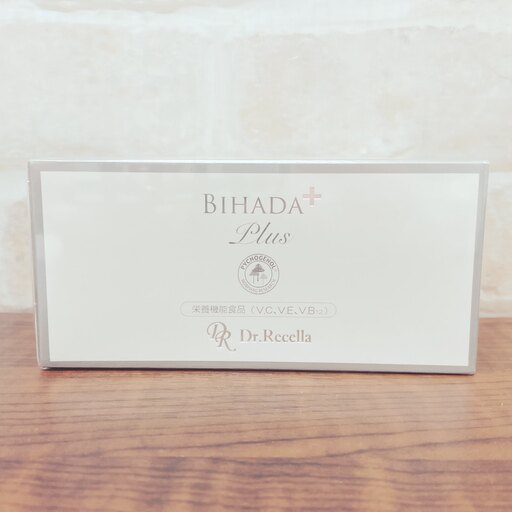 BIHADA+
Plus
PYCNOGENOL
栄養機能食品（V.C、V.E、V.B12）
DR Dr.Recella